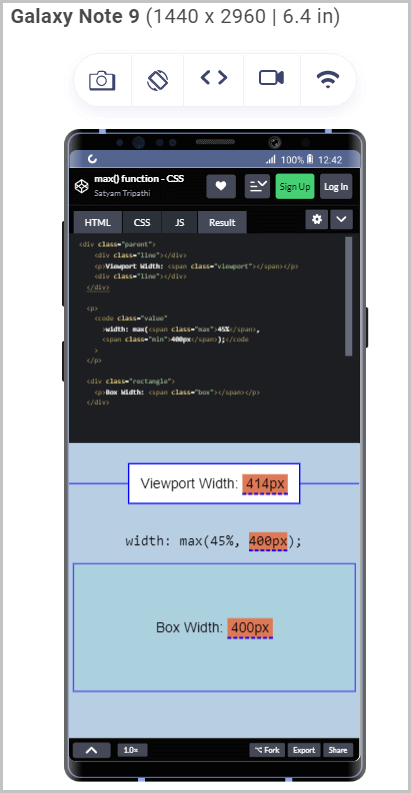 Galaxy Note 9 (1440 x 2960 | 6.4 in)
100% 12:42
max() function - CSS
Satyam Tripathi
Sign Up
Log In
HTML CSS JS Result
<div class="parent">
<div class="line"></div>
<p>Viewport Width: <span class="viewport"></span></p>
<div class="line"></div>
</div>
<p>
<code class="value"
>width: max(<span class="max">45%</span>,
<span class="min">400px</span>);</code
>
</p>
<div class="rectangle">
<p>Box Width: <span class="box"></span></p>
</div>
Viewport Width: 414px
width: max(45%, 400px);
Box Width: 400px
1.0×
Fork
Export
Share